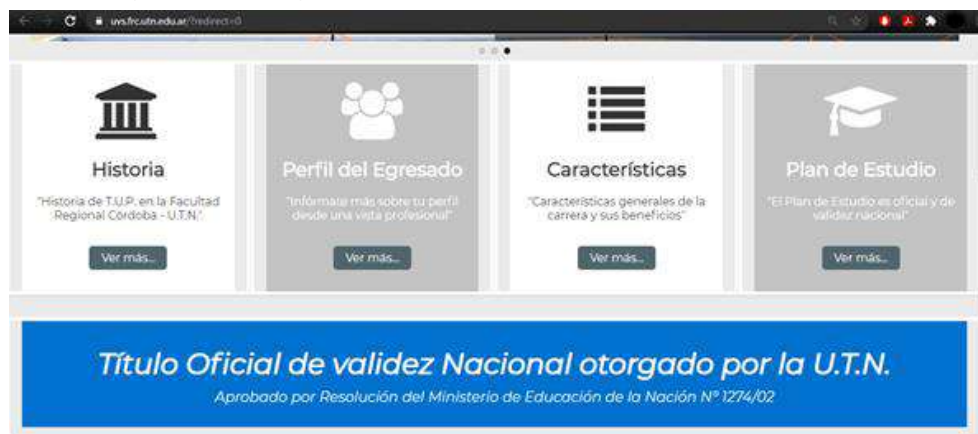 uvs.frc.utn.edu.ar/?redirect=0
Historia
"Historia de T.U.P. en la Facultad
Regional Córdoba - U.T.N."
Ver más...
Perfil del Egresado
"Infórmate más sobre tu perfil
desde una vista profesional"
Ver más...
Características
"Características generales de la
carrera y sus beneficios"
Ver más...
Plan de Estudio
"El Plan de Estudio es oficial y de
validez nacional"
Ver más...
Título Oficial de validez Nacional otorgado por la U.T.N.
Aprobado por Resolución del Ministerio de Educación de la Nación Nº 1274/02